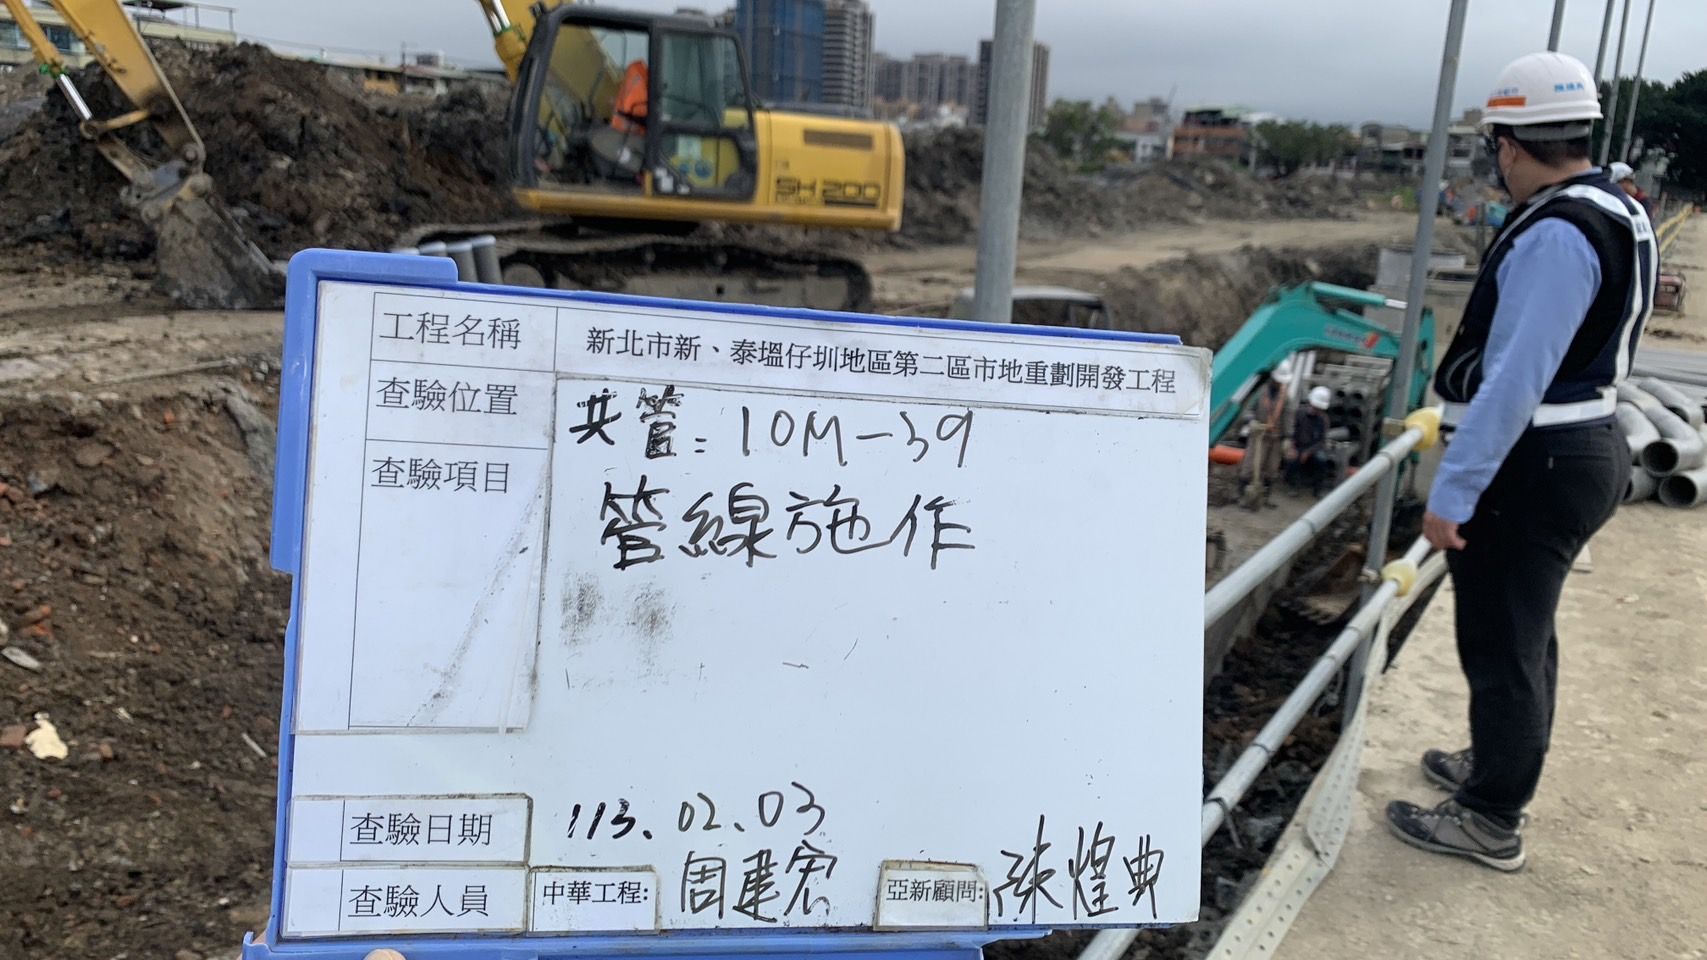 SK200
工程名稱 新北市新、泰塭仔圳地區第二區市地重劃開發工程
查驗位置 共管：10M-39
查驗項目 管線施作
查驗日期 113.02.03
查驗人員 中華工程: 周建宏 亞新顧問: 陳煌典